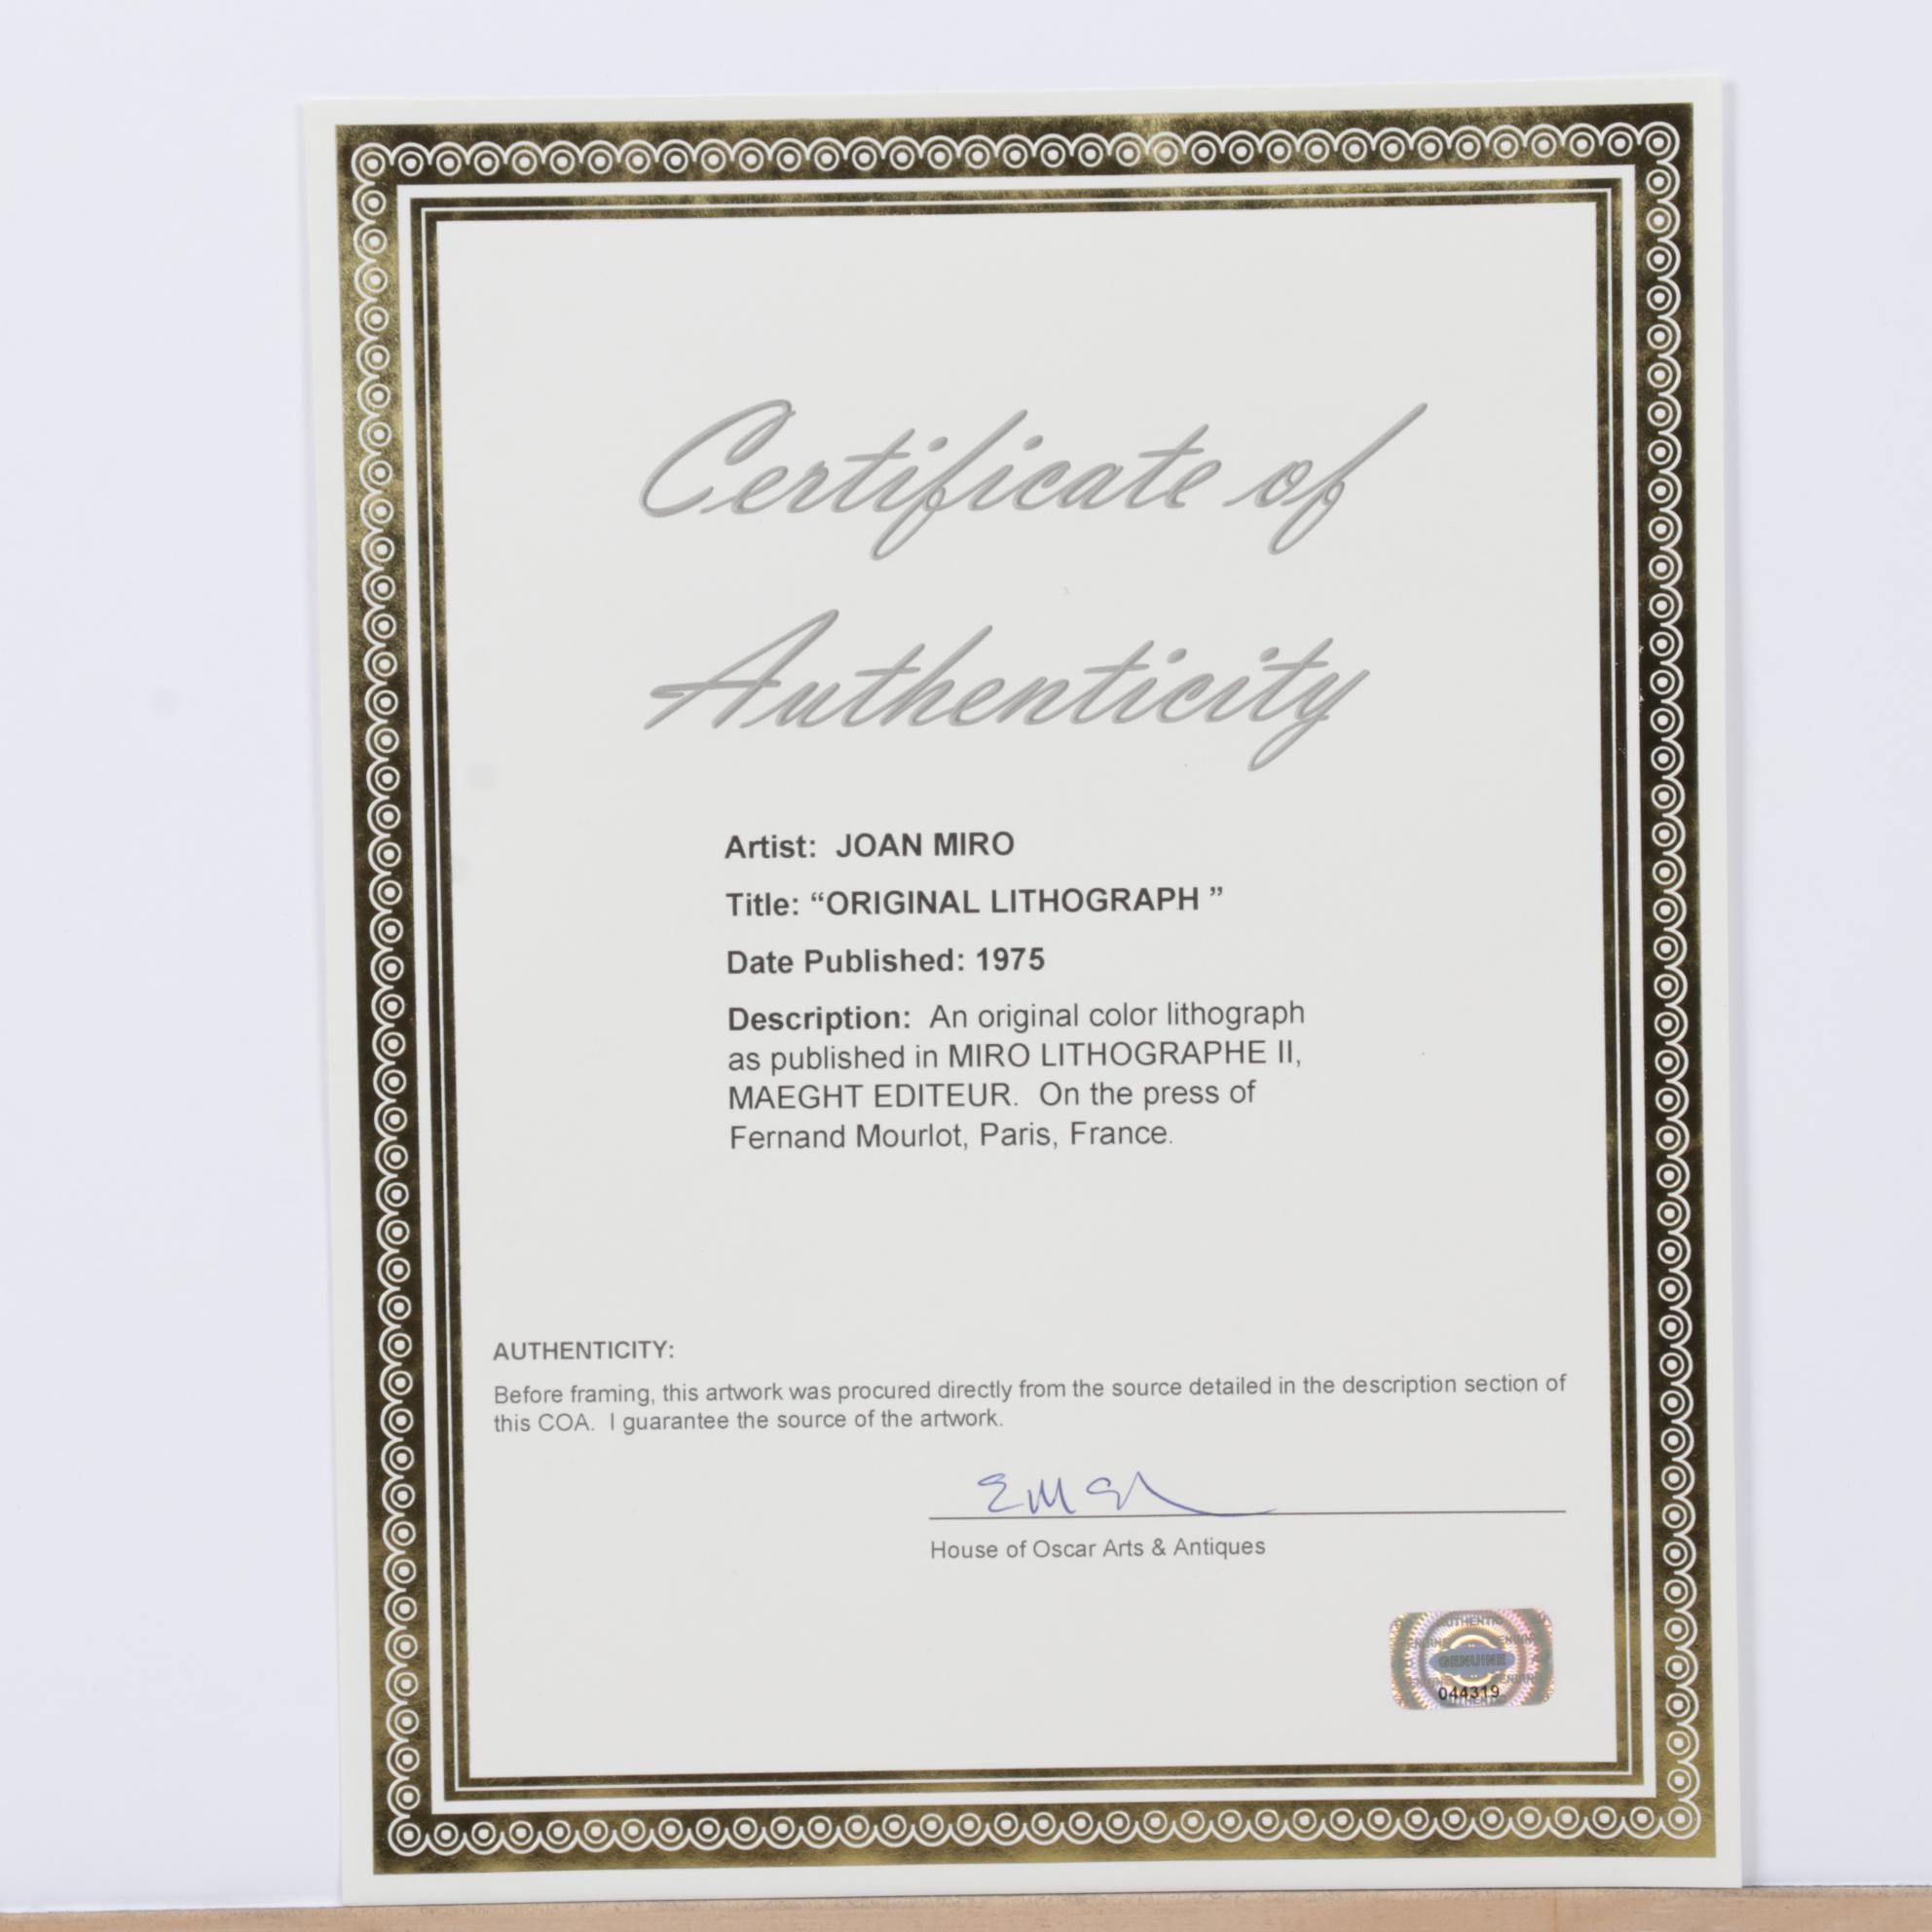 Certificate of
Authenticity
Artist: JOAN MIRO
Title: “ORIGINAL LITHOGRAPH ”
Date Published: 1975
Description: An original color lithograph
as published in MIRO LITHOGRAPHE II,
MAEGHT EDITEUR. On the press of
Fernand Mourlot, Paris, France.
AUTHENTICITY:
Before framing, this artwork was procured directly from the source detailed in the description section of
this COA. I guarantee the source of the artwork.
House of Oscar Arts & Antiques
AUTHENTIC
GENUINE
044319